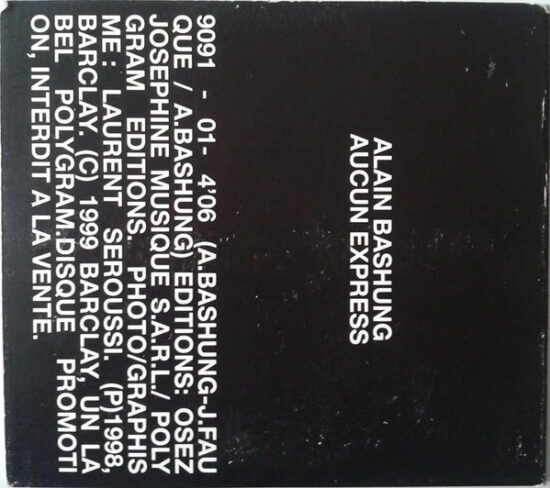 ALAIN BASHUNG
AUCUN EXPRESS
9091 - 01- 4'06 (A.BASHUNG-J.FAU
QUE / A.BASHUNG) EDITIONS: OSEZ
JOSEPHINE MUSIQUE S.A.R.L./ POLY
GRAM EDITIONS. PHOTO/GRAPHIS
ME : LAURENT SEROUSSI. (P)1998,
BARCLAY. (C) 1999 BARCLAY, UN LA
BEL POLYGRAM.DISQUE PROMOTI
ON, INTERDIT A LA VENTE.